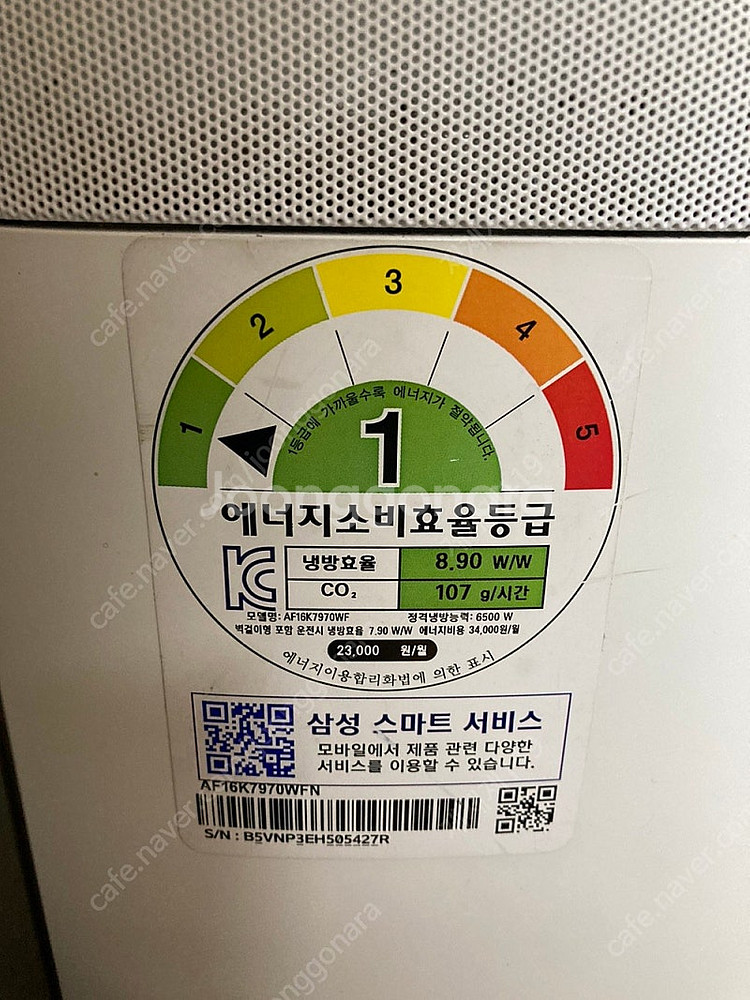 3
2
4
1
5
1등급에 가까울수록 에너지가 절약됩니다.
1
joonggonara
에너지소비효율등급
냉방효율 8.90 W/W
CO₂ 107 g/시간
모델명: AF16K7970WF 정격냉방능력: 6500 W
벽걸이형 포함 운전시 냉방효율 7.90 W/W 에너지비용 34,000원/월
23,000 원/월
에너지이용합리화법에 의한 표시
삼성 스마트 서비스
모바일에서 제품 관련 다양한
서비스를 이용할 수 있습니다.
AF16K7970WFN
S/N : B5VNP3EH505427R